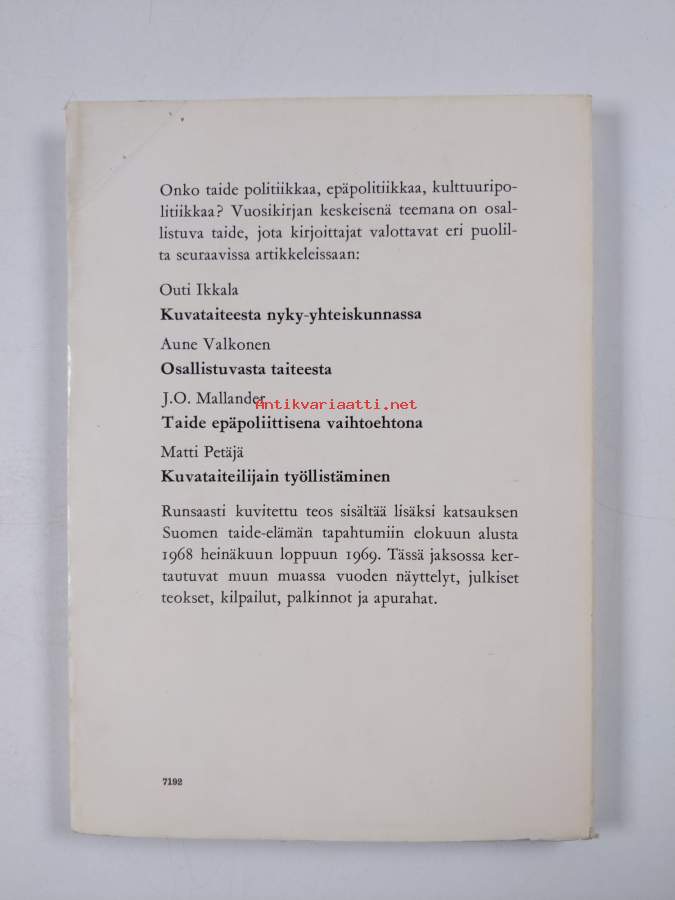 Onko taide politiikkaa, epäpolitiikkaa, kulttuuripo-
litiikkaa? Vuosikirjan keskeisenä teemana on osal-
listuva taide, jota kirjoittajat valottavat eri puolil-
ta seuraavissa artikkeleissaan:
Outi Ikkala
Kuvataiteesta nyky-yhteiskunnassa
Aune Valkonen
Osallistuvasta taiteesta
J.O. Mallander
Antikvariaatti.net
Taide epäpoliittisena vaihtoehtona
Matti Petäjä
Kuvataiteilijain työllistäminen
Runsaasti kuvitettu teos sisältää lisäksi katsauksen
Suomen taide-elämän tapahtumiin elokuun alusta
1968 heinäkuun loppuun 1969. Tässä jaksossa ker-
tautuvat muun muassa vuoden näyttelyt, julkiset
teokset, kilpailut, palkinnot ja apurahat.
7192